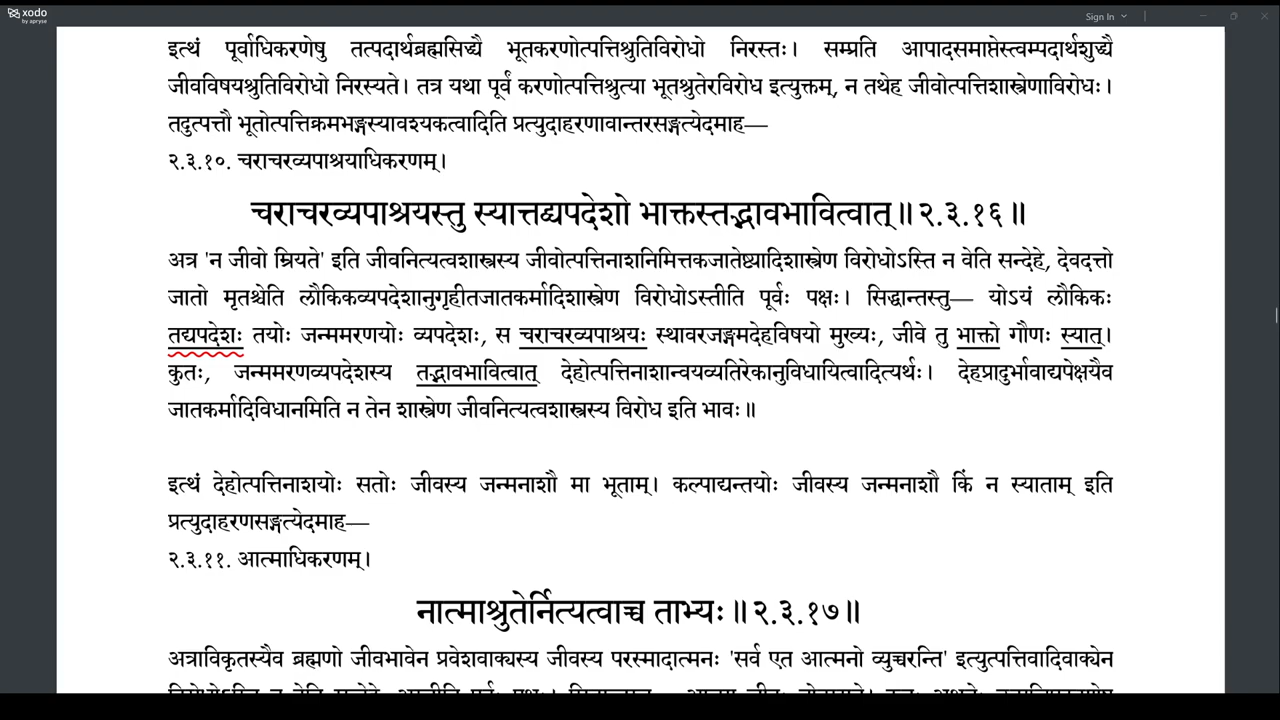 xodo
by apryse
Sign In
इत्थं पूर्वाधिकरणेषु तत्पदार्थब्रह्मसिद्ध्यै भूतकरणोत्पत्तिश्रुतिविरोधो निरस्तः। सम्प्रति आपादसमाप्तेस्त्वम्पदार्थशुद्ध्यै
जीवविषयश्रुतिविरोधो निरस्यते। तत्र यथा पूर्वं करणोत्पत्तिश्रुत्या भूतश्रुतेरविरोध इत्युक्तम्, न तथेह जीवोत्पत्तिशास्त्रेणाविरोधः।
तदुत्पत्तौ भूतोत्पत्तिक्रमभङ्गस्यावश्यकत्वादिति प्रत्युदाहरणावान्तरसङ्गत्येदमाह—
२.३.१०. चराचरव्यपाश्रयाधिकरणम्।
चराचरव्यपाश्रयस्तु स्यात्तद्यपदेशो भाक्तस्तद्भावभावित्वात्॥२.३.१६॥
अत्र 'न जीवो म्रियते' इति जीवनित्यत्वशास्त्रस्य जीवोत्पत्तिनाशनिमित्तकजातेष्ट्यादिशास्त्रेण विरोधोऽस्ति न वेति सन्देहे, देवदत्तो
जातो मृतश्चेति लौकिकव्यपदेशानुगृहीतजातकर्मादिशास्त्रेण विरोधोऽस्तीति पूर्वः पक्षः। सिद्धान्तस्तु— योऽयं लौकिकः
तद्यपदेशः तयोः जन्ममरणयोः व्यपदेशः, स चराचरव्यपाश्रयः स्थावरजङ्गमदेहविषयो मुख्यः, जीवे तु भाक्तो गौणः स्यात्।
कुतः, जन्ममरणव्यपदेशस्य तद्भावभावित्वात् देहोत्पत्तिनाशान्वयव्यतिरेकानुविधायित्वादित्यर्थः। देहप्रादुर्भावाद्यपेक्षयैव
जातकर्मादिविधानमिति न तेन शास्त्रेण जीवनित्यत्वशास्त्रस्य विरोध इति भावः॥
इत्थं देहोत्पत्तिनाशयोः सतोः जीवस्य जन्मनाशौ मा भूताम्। कल्पाद्यन्तयोः जीवस्य जन्मनाशौ किं न स्याताम् इति
प्रत्युदाहरणसङ्गत्येदमाह—
२.३.११. आत्माधिकरणम्।
नात्माश्रुतेर्नित्यत्वाच्च ताभ्यः॥२.३.१७॥
अत्राविकृतस्यैव ब्रह्मणो जीवभावेन प्रवेशवाक्यस्य जीवस्य परस्मादात्मनः 'सर्व एत आत्मनो व्युच्चरन्ति' इत्युत्पत्तिवादिवाक्येन